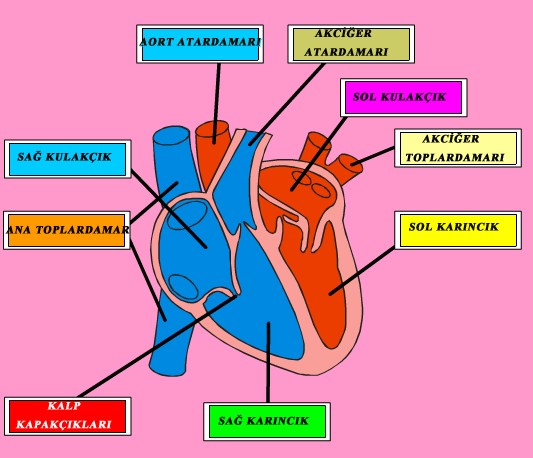 AORT ATARDAMARI
AKCİĞER
ATARDAMARI
SOL KULAKÇIK
AKCİĞER
TOPLARDAMARI
SAĞ KULAKÇIK
ANA TOPLARDAMAR
SOL KARINCIK
KALP
KAPAKÇIKLARI
SAĞ KARINCIK